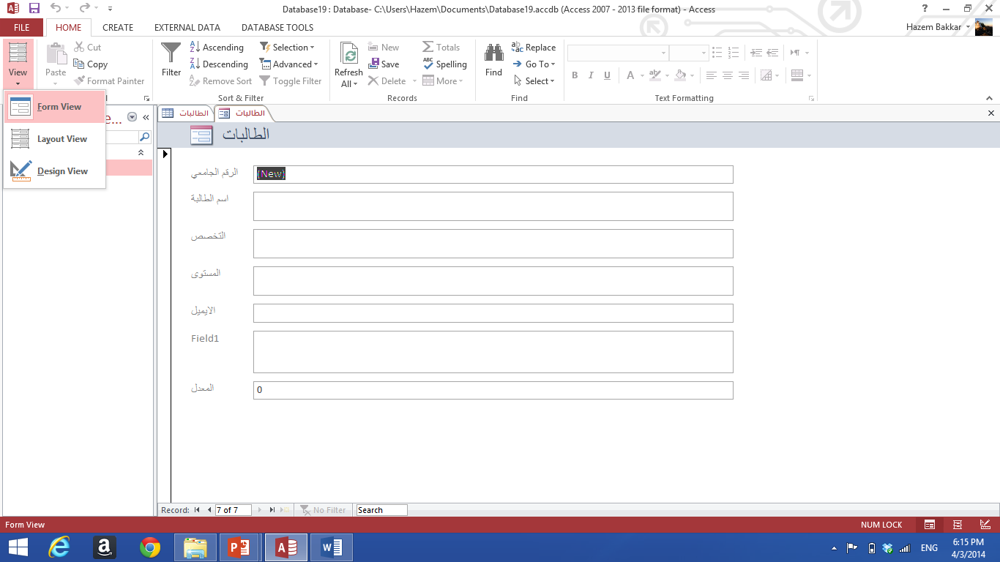 Database19 : Database- C:\Users\Hazem\Documents\Database19.accdb (Access 2007 - 2013 file format) - Access
FILE HOME CREATE EXTERNAL DATA DATABASE TOOLS Hazem Bakkar
View Paste Cut Copy Format Painter
Filter Ascending Descending Remove Sort Selection Advanced Toggle Filter
Refresh All New Save Delete Totals Spelling More
Find Replace Go To Select
B I U A ab
Sort & Filter Records Find Text Formatting
Form View
Layout View
Design View
e...
الطالبات الطالبات
الطالبات
الرقم الجامعي (New)
اسم الطالبة
التخصص
المستوى
الايميل
Field1
المعدل 0
Record: 7 of 7 No Filter Search
Form View NUM LOCK
ENG 6:15 PM
4/3/2014